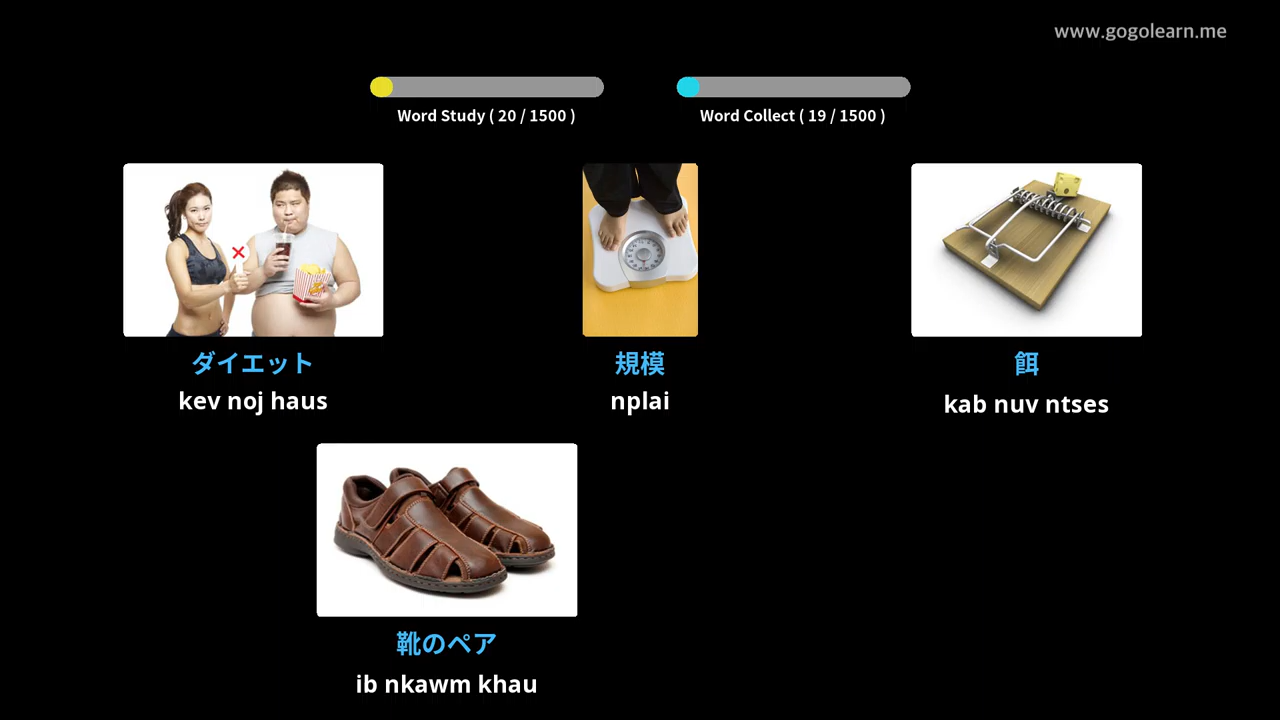 www.gogolearn.me
Word Study ( 20 / 1500 )
Word Collect ( 19 / 1500 )
ダイエット
kev noj haus
規模
nplai
餌
kab nuv ntses
靴のペア
ib nkawm khau